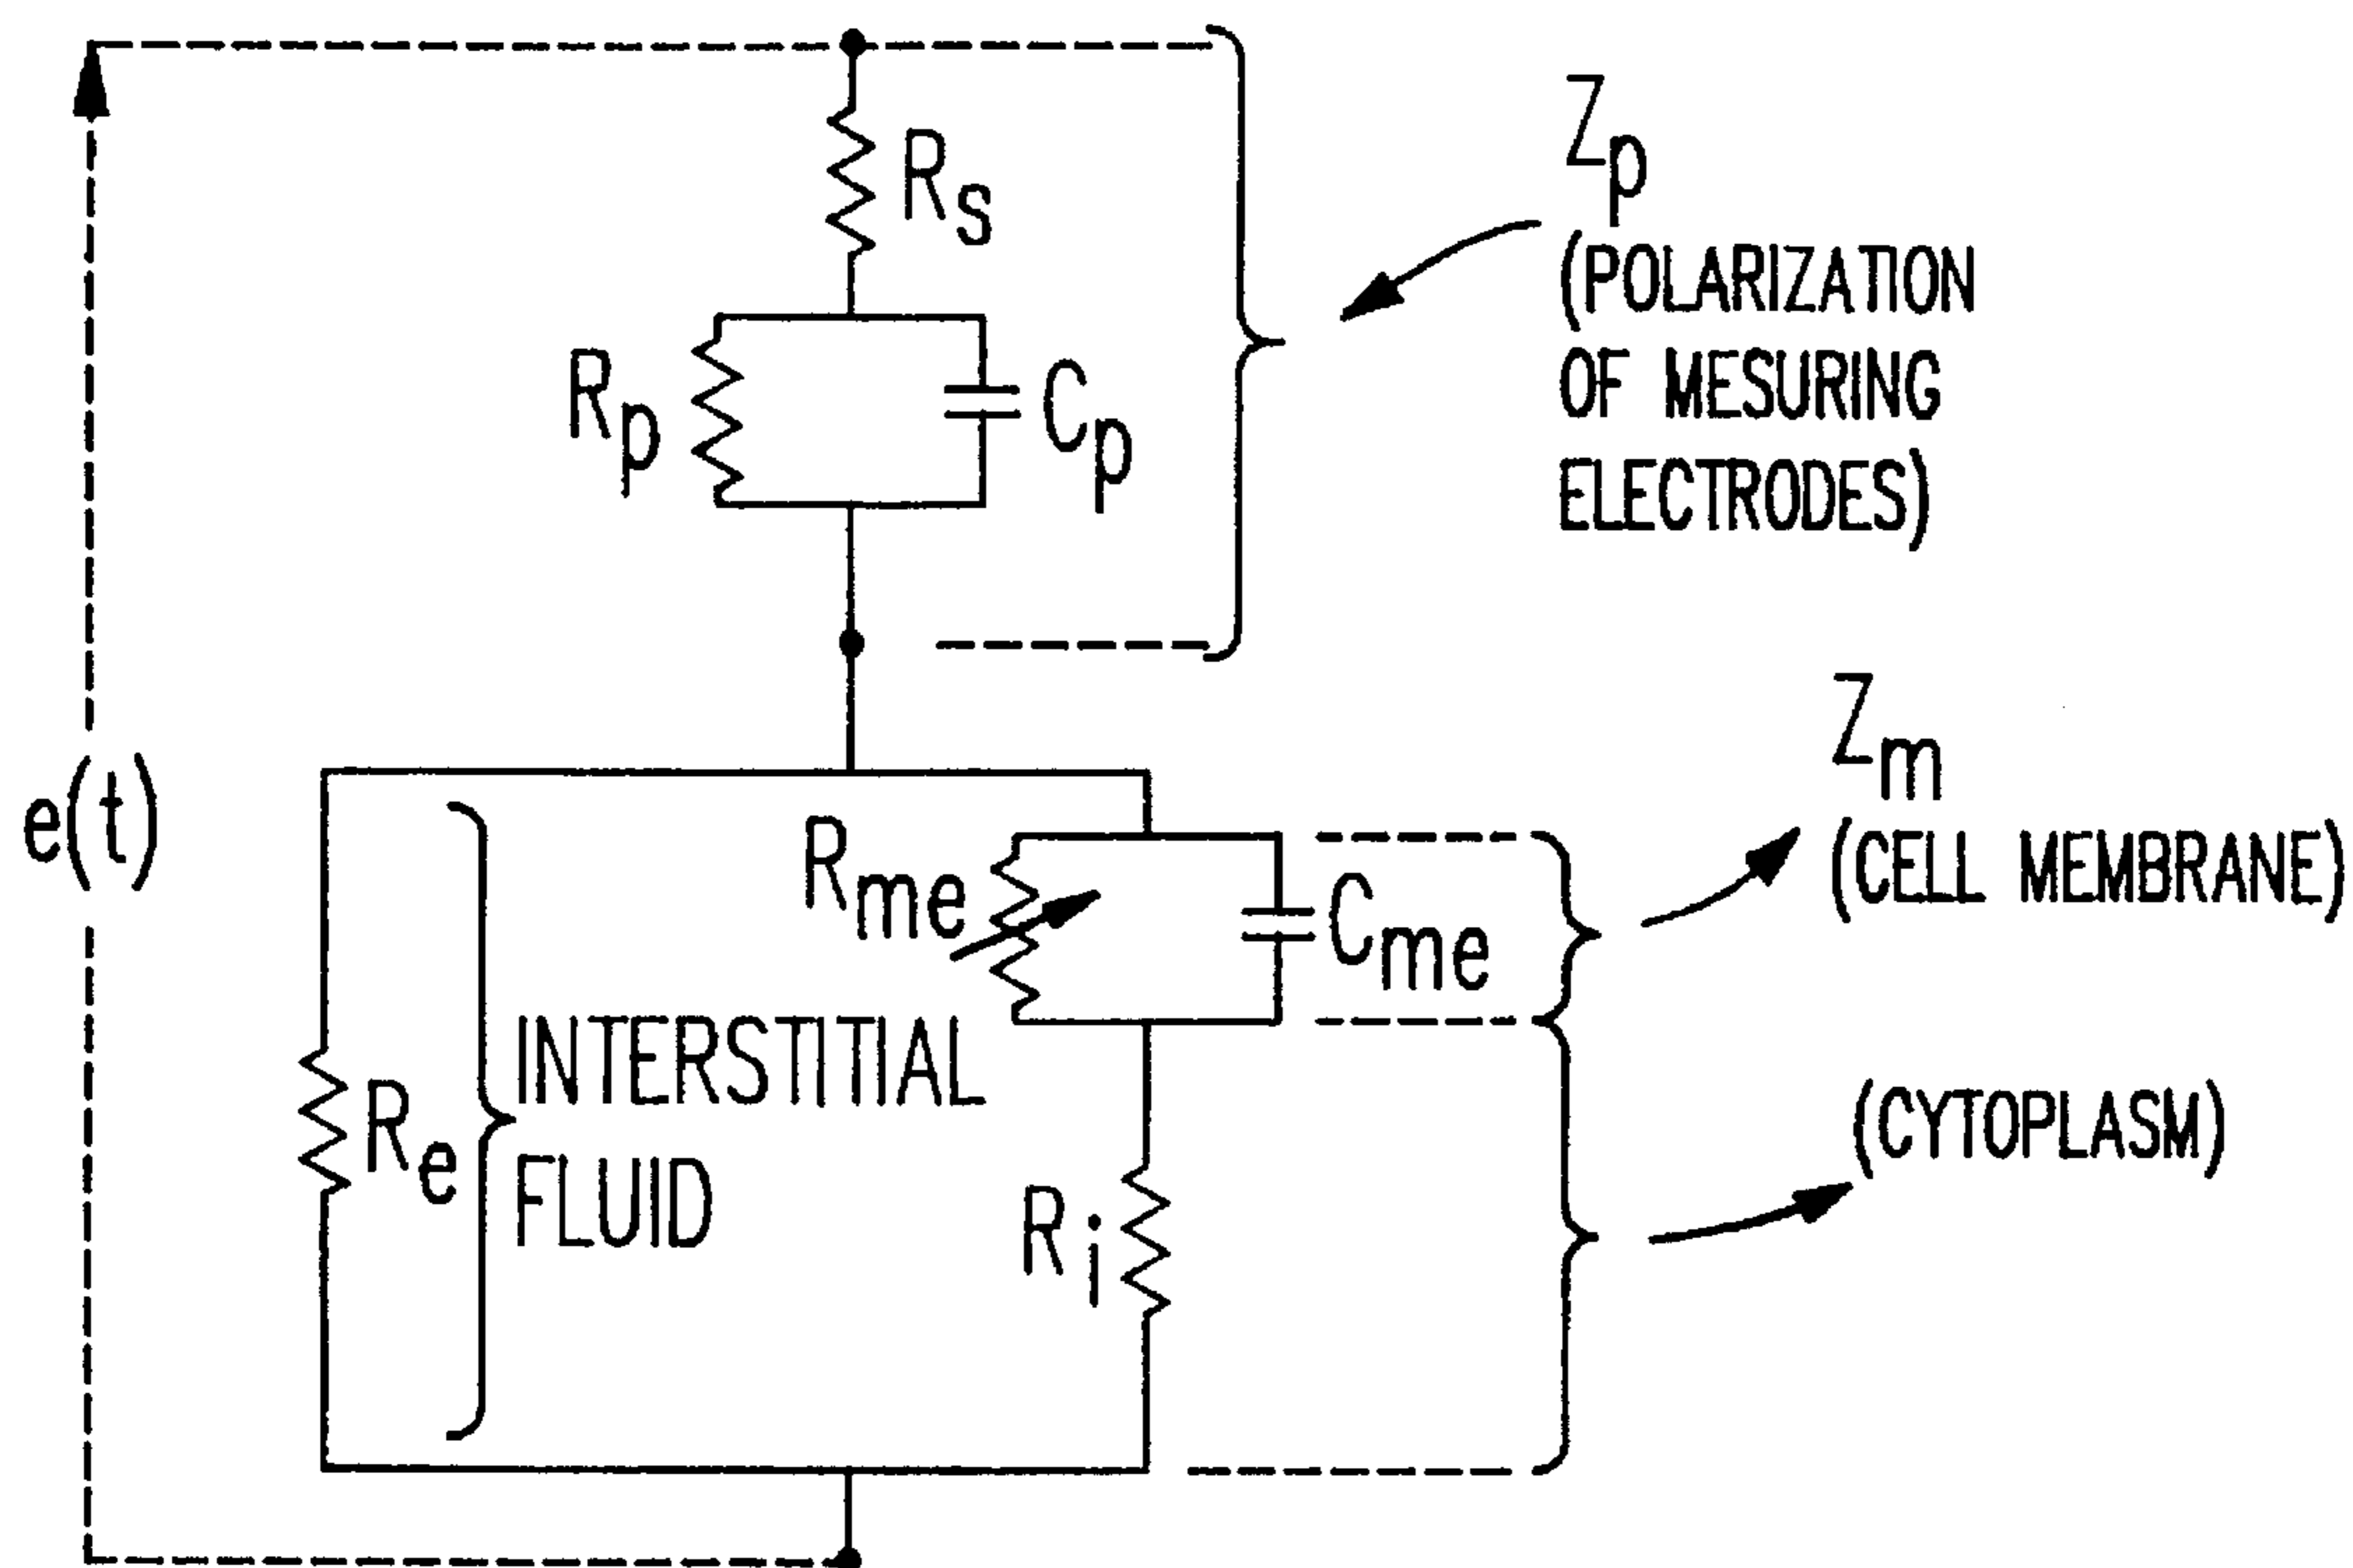 Rs
Rp
Cp
Zp
(POLARIZATION
OF MESURING
ELECTRODES)
e(t)
Re
INTERSTITIAL
FLUID
Rme
Cme
Ri
Zm
(CELL MEMBRANE)
(CYTOPLASM)